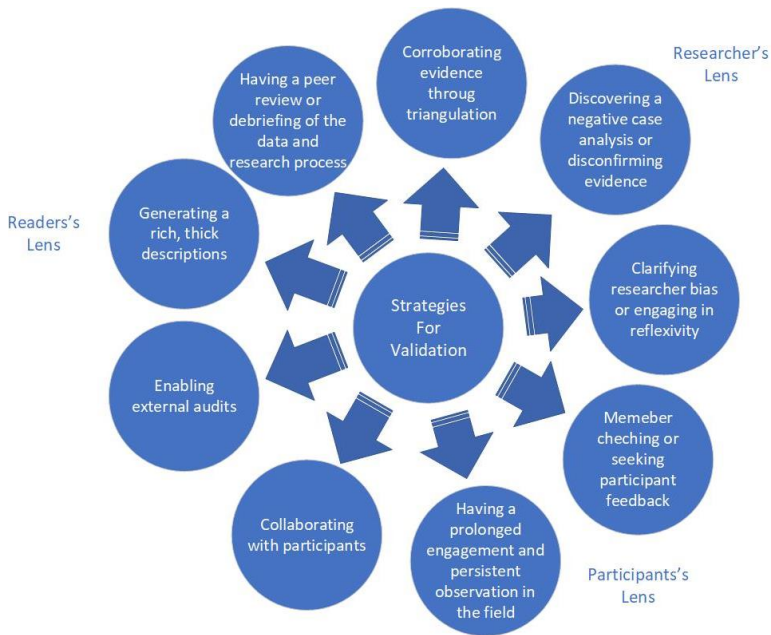 Corroborating
evidence
throug
triangulation
Researcher's
Lens
Discovering a
negative case
analysis or
disconfirming
evidence
Clarifying
researcher bias
or engaging in
reflexivity
Memeber
cheching or
seeking
participant
feedback
Participants's
Lens
Having a
prolonged
engagement and
persistent
observation in
the field
Collaborating
with participants
Enabling
external audits
Readers's
Lens
Generating a
rich, thick
descriptions
Having a peer
review or
debriefing of the
data and
research process
Strategies
For
Validation